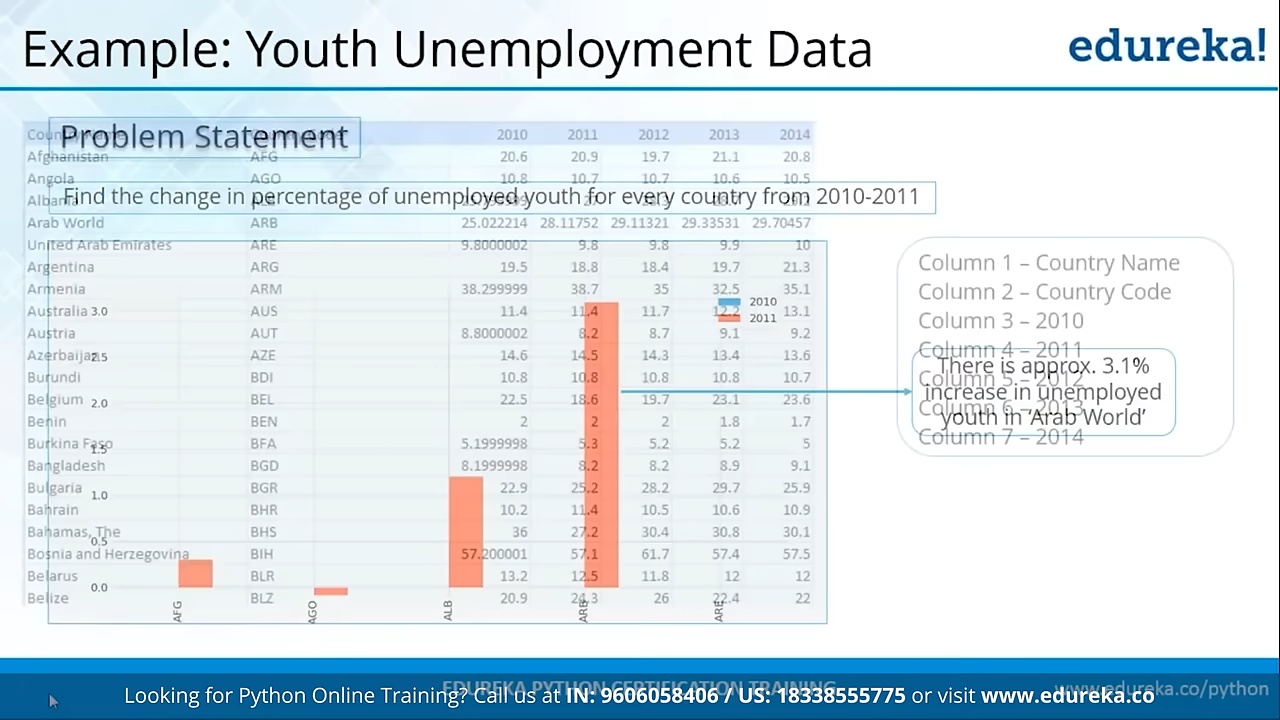 Example: Youth Unemployment Data
edureka!
Problem Statement
2010 2011 2012 2013 2014
Afghanistan AFG 20.6 20.9 19.7 21.1 20.8
Angola AGO 10.8 10.7 10.7 10.6 10.5
Find the change in percentage of unemployed youth for every country from 2010-2011
Arab World ARB 25.022214 28.11752 29.11321 29.33531 29.70457
United Arab Emirates ARE 9.8000002 9.8 9.8 9.9 10
Argentina ARG 19.5 18.8 18.4 19.7 21.3
Armenia ARM 38.299999 38.7 35 32.5 35.1
Australia AUS 11.4 11.4 11.7 12.2 13.1
Austria AUT 8.8000002 8.2 8.7 9.1 9.2
Azerbaijan AZE 14.6 14.5 14.3 13.4 13.6
Burundi BDI 10.8 10.8 10.8 10.8 10.7
Belgium BEL 22.5 18.6 19.7 23.1 23.6
Benin BEN 2 2 2 1.8 1.7
Burkina Faso BFA 5.1999998 5.3 5.2 5.2 5
Bangladesh BGD 8.1999998 8.2 8.2 8.9 9.1
Bulgaria BGR 22.9 25.2 28.2 29.7 25.9
Bahrain BHR 10.2 11.4 10.5 10.6 10.9
Bahamas, The BHS 36 27.2 30.4 30.8 30.1
Bosnia and Herzegovina BIH 57.200001 57.1 61.7 57.4 57.5
Belarus BLR 13.2 12.5 11.8 12 12
Belize BLZ 20.9 24.3 26 22.4 22
3.0
2.5
2.0
1.5
1.0
0.5
0.0
AFG AGO ALB ARB ARE
2010
2011
Column 1 – Country Name
Column 2 – Country Code
Column 3 – 2010
Column 4 – 2011
Column 5 – 2012
Column 6 – 2013
Column 7 – 2014
There is approx. 3.1%
increase in unemployed
youth in ‘Arab World’
EDUREKA PYTHON CERTIFICATION TRAINING
www.edureka.co/python
Looking for Python Online Training? Call us at IN: 9606058406 / US: 18338555775 or visit www.edureka.co